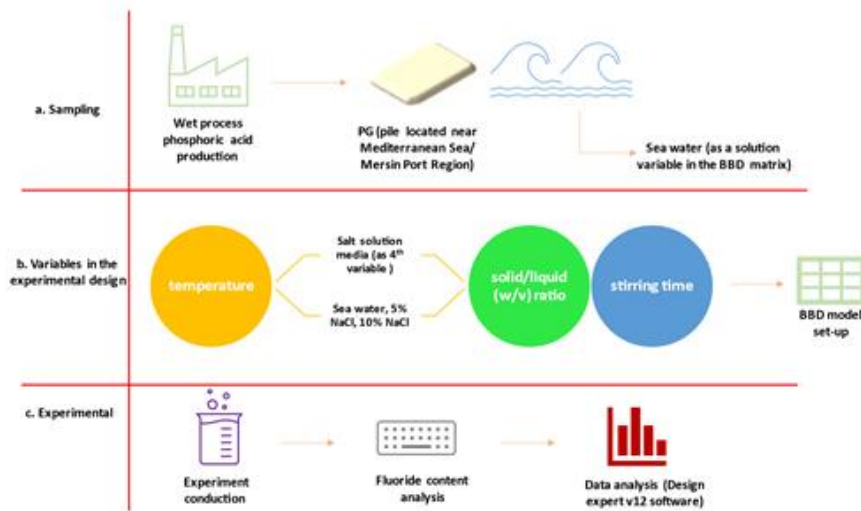 a. Sampling
Wet process
phosphoric acid
production
PG (pile located near
Mediterranean Sea/
Mersin Port Region)
Sea water (as a solution
variable in the BBD matrix)
b. Variables in the
experimental design
temperature
Salt solution
media (as 4th
variable )
Sea water, 5%
NaCl, 10% NaCl
solid/liquid
(w/v) ratio
stirring time
BBD model
set-up
c. Experimental
Experiment
conduction
Fluoride content
analysis
Data analysis (Design
expert v12 software)